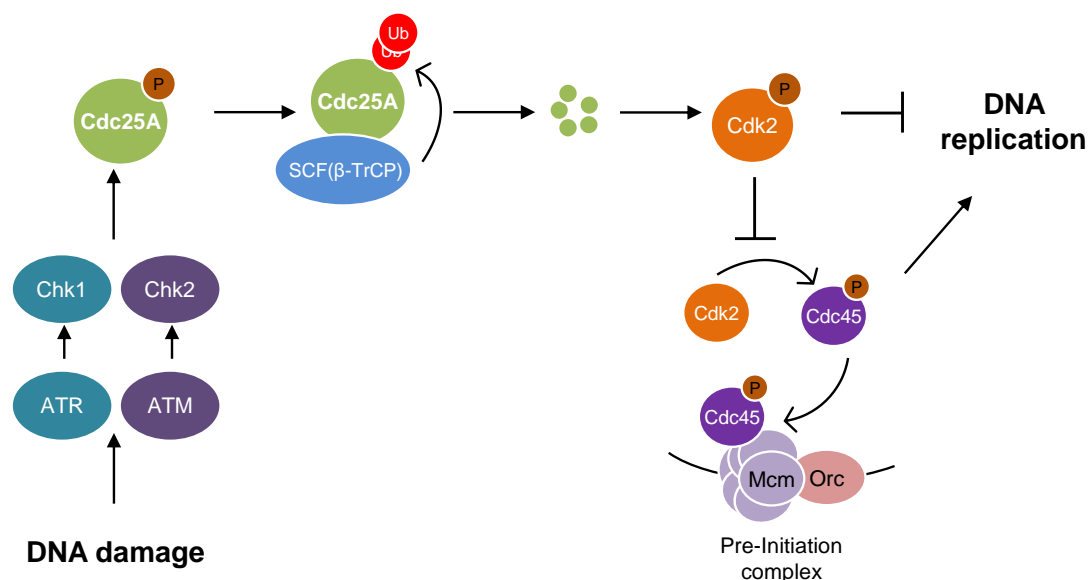 Ub
Ub
P
Cdc25A
Cdc25A
SCF(β-TrCP)
P
Cdk2
DNA
replication
Chk1
Chk2
ATR
ATM
DNA damage
Cdk2
P
Cdc45
P
Cdc45
Mcm
Orc
Pre-Initiation
complex